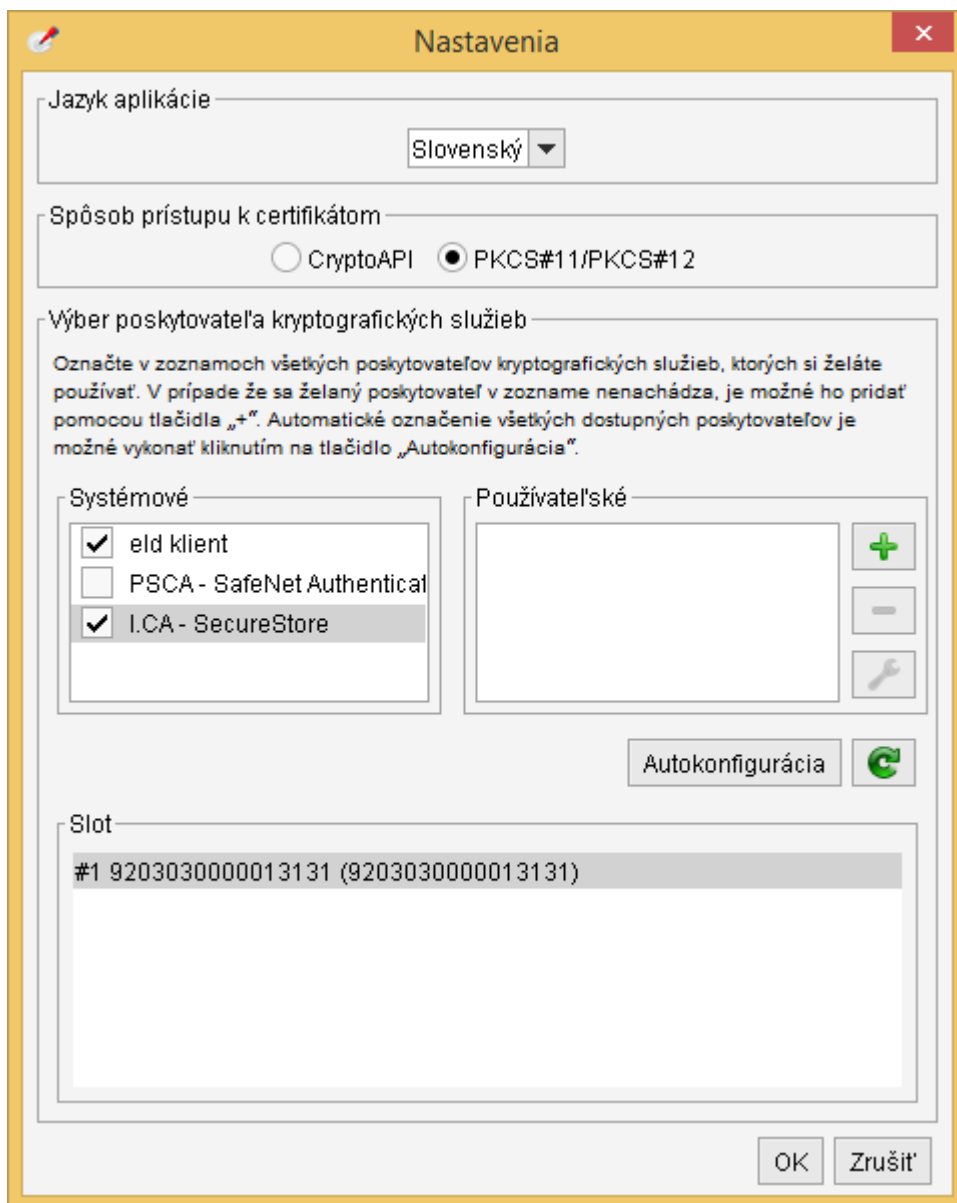 Nastavenia
Jazyk aplikácie
Slovenský
Spôsob prístupu k certifikátom
CryptoAPI PKCS#11/PKCS#12
Výber poskytovateľa kryptografických služieb
Označte v zoznamoch všetkých poskytovateľov kryptografických služieb, ktorých si želáte
používať. V prípade že sa želaný poskytovateľ v zozname nenachádza, je možné ho pridať
pomocou tlačidla „+“. Automatické označenie všetkých dostupných poskytovateľov je
možné vykonať kliknutím na tlačidlo „Autokonfigurácia“.
Systémové
eId klient
PSCA - SafeNet Authenticat
I.CA - SecureStore
Používateľské
Autokonfigurácia
Slot
#1 9203030000013131 (9203030000013131)
OK Zrušiť